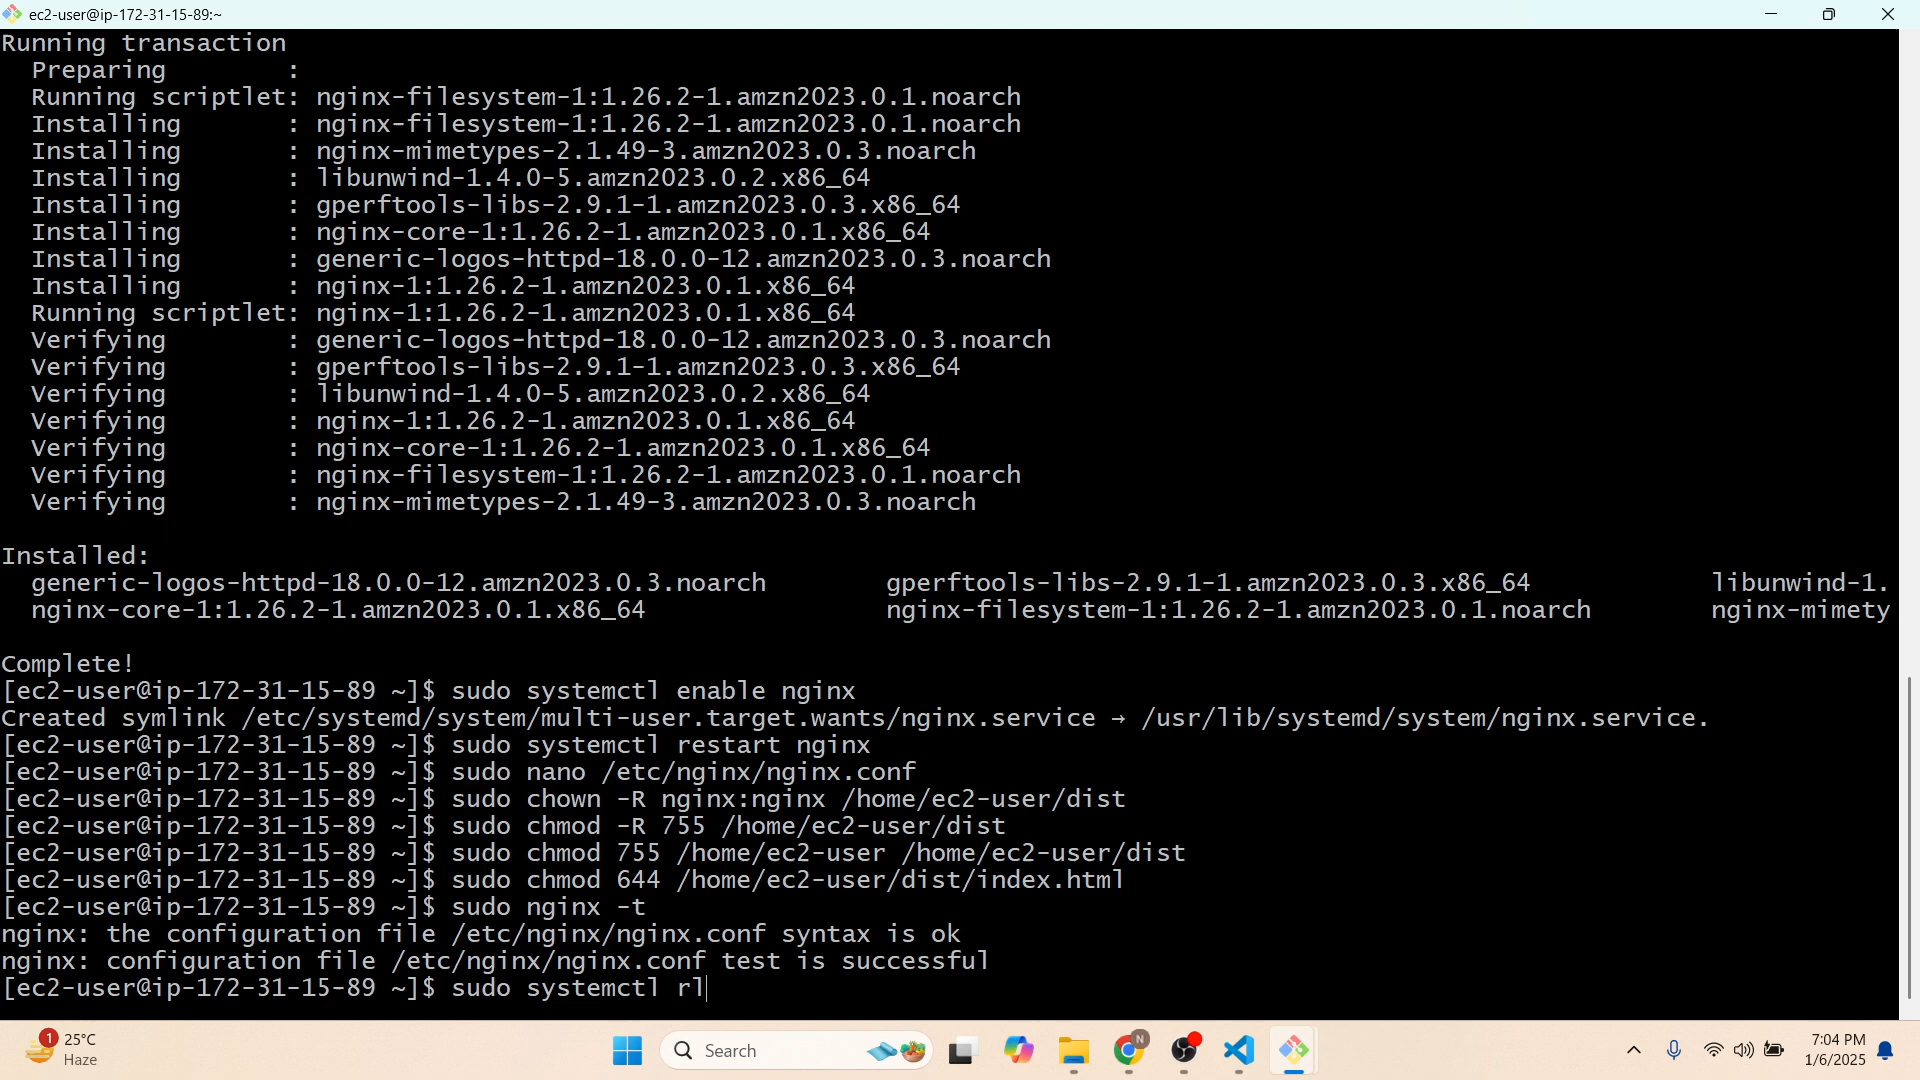 ec2-user@ip-172-31-15-89:~
Running transaction
  Preparing        :
  Running scriptlet: nginx-filesystem-1:1.26.2-1.amzn2023.0.1.noarch
  Installing       : nginx-filesystem-1:1.26.2-1.amzn2023.0.1.noarch
  Installing       : nginx-mimetypes-2.1.49-3.amzn2023.0.3.noarch
  Installing       : libunwind-1.4.0-5.amzn2023.0.2.x86_64
  Installing       : gperftools-libs-2.9.1-1.amzn2023.0.3.x86_64
  Installing       : nginx-core-1:1.26.2-1.amzn2023.0.1.x86_64
  Installing       : generic-logos-httpd-18.0.0-12.amzn2023.0.3.noarch
  Installing       : nginx-1:1.26.2-1.amzn2023.0.1.x86_64
  Running scriptlet: nginx-1:1.26.2-1.amzn2023.0.1.x86_64
  Verifying        : generic-logos-httpd-18.0.0-12.amzn2023.0.3.noarch
  Verifying        : gperftools-libs-2.9.1-1.amzn2023.0.3.x86_64
  Verifying        : libunwind-1.4.0-5.amzn2023.0.2.x86_64
  Verifying        : nginx-1:1.26.2-1.amzn2023.0.1.x86_64
  Verifying        : nginx-core-1:1.26.2-1.amzn2023.0.1.x86_64
  Verifying        : nginx-filesystem-1:1.26.2-1.amzn2023.0.1.noarch
  Verifying        : nginx-mimetypes-2.1.49-3.amzn2023.0.3.noarch
Installed:
  generic-logos-httpd-18.0.0-12.amzn2023.0.3.noarch        gperftools-libs-2.9.1-1.amzn2023.0.3.x86_64            libunwind-1.
  nginx-core-1:1.26.2-1.amzn2023.0.1.x86_64                nginx-filesystem-1:1.26.2-1.amzn2023.0.1.noarch        nginx-mimety
Complete!
[ec2-user@ip-172-31-15-89 ~]$ sudo systemctl enable nginx
Created symlink /etc/systemd/system/multi-user.target.wants/nginx.service → /usr/lib/systemd/system/nginx.service.
[ec2-user@ip-172-31-15-89 ~]$ sudo systemctl restart nginx
[ec2-user@ip-172-31-15-89 ~]$ sudo nano /etc/nginx/nginx.conf
[ec2-user@ip-172-31-15-89 ~]$ sudo chown -R nginx:nginx /home/ec2-user/dist
[ec2-user@ip-172-31-15-89 ~]$ sudo chmod -R 755 /home/ec2-user/dist
[ec2-user@ip-172-31-15-89 ~]$ sudo chmod 755 /home/ec2-user /home/ec2-user/dist
[ec2-user@ip-172-31-15-89 ~]$ sudo chmod 644 /home/ec2-user/dist/index.html
[ec2-user@ip-172-31-15-89 ~]$ sudo nginx -t
nginx: the configuration file /etc/nginx/nginx.conf syntax is ok
nginx: configuration file /etc/nginx/nginx.conf test is successful
[ec2-user@ip-172-31-15-89 ~]$ sudo systemctl rl
1
25°C
Haze
Search
N
7:04 PM
1/6/2025